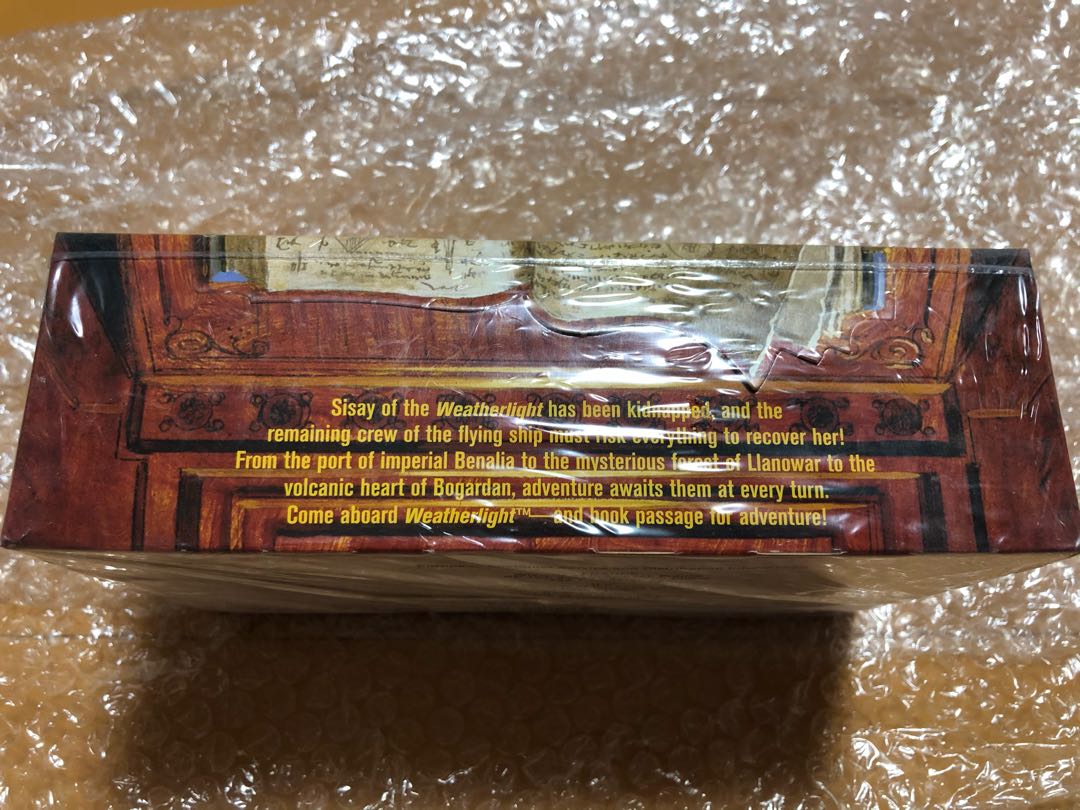 Sisay of the Weatherlight has been kidnapped, and the
remaining crew of the flying ship must risk everything to recover her!
From the port of imperial Benalia to the mysterious forest of Llanowar to the
volcanic heart of Bogardan, adventure awaits them at every turn.
Come aboard Weatherlight™—and book passage for adventure!